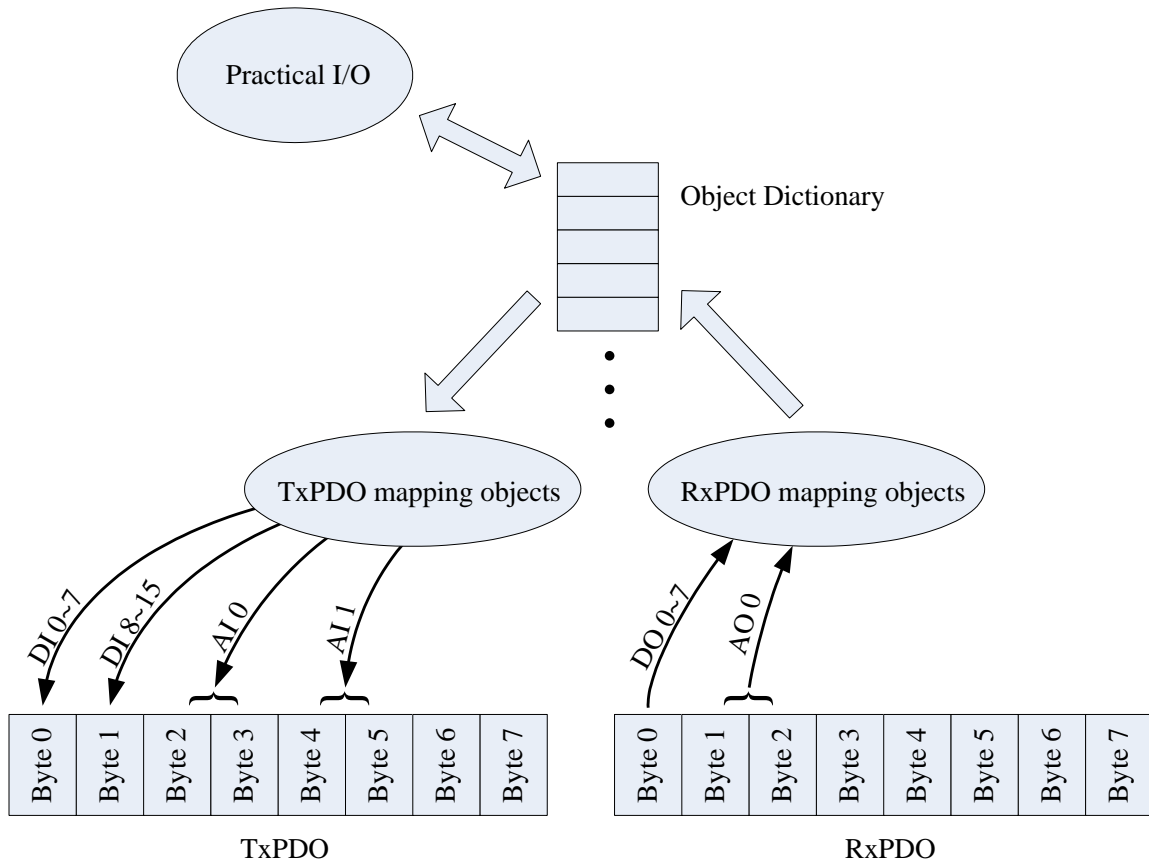 Practical I/O
Object Dictionary
TxPDO mapping objects
RxPDO mapping objects
DI 0~7
DI 8~15
AI 0
AI 1
DO 0~7
AO 0
Byte 0
Byte 1
Byte 2
Byte 3
Byte 4
Byte 5
Byte 6
Byte 7
Byte 0
Byte 1
Byte 2
Byte 3
Byte 4
Byte 5
Byte 6
Byte 7
TxPDO
RxPDO